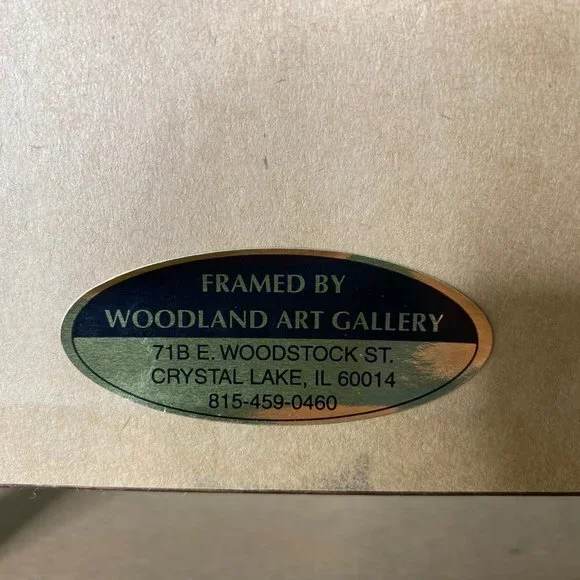 FRAMED BY
WOODLAND ART GALLERY
71B E. WOODSTOCK ST.
CRYSTAL LAKE, IL 60014
815-459-0460